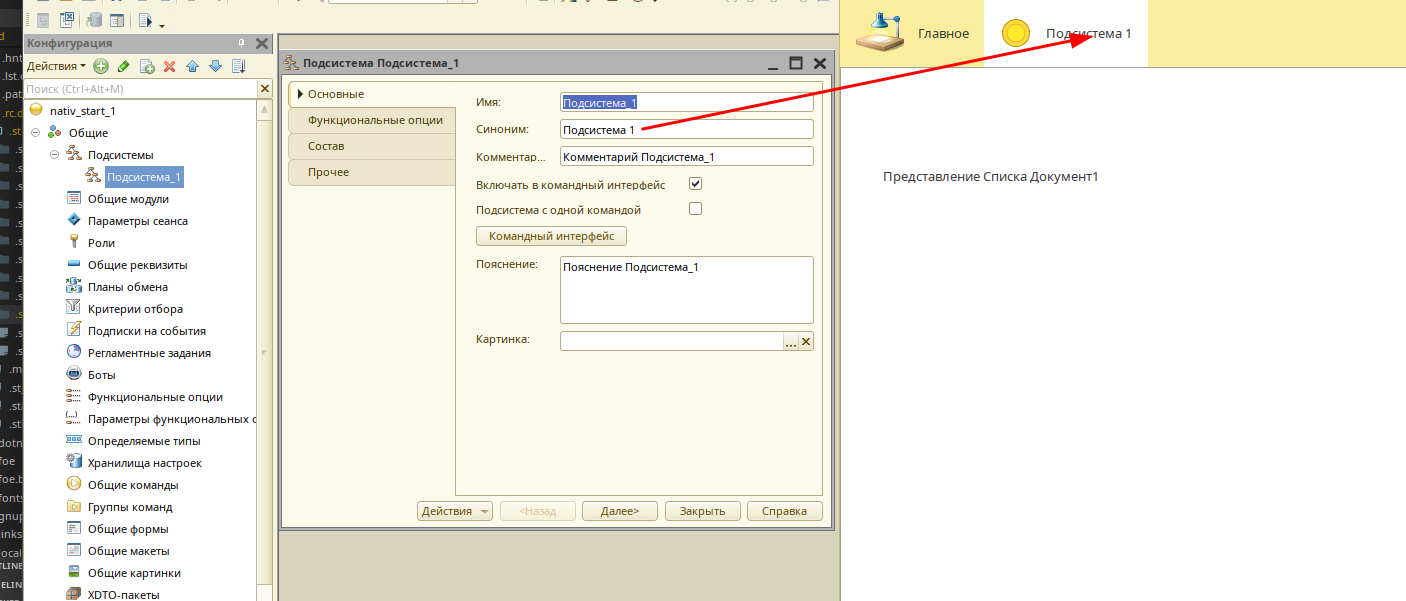 Конфигурация
Действия
Поиск (Ctrl+Alt+M)
nativ_start_1
Общие
Подсистемы
Подсистема_1
Общие модули
Параметры сеанса
Роли
Общие реквизиты
Планы обмена
Критерии отбора
Подписки на события
Регламентные задания
Боты
Функциональные опции
Параметры функциональных о
Определяемые типы
Хранилища настроек
Общие команды
Группы команд
Общие формы
Общие макеты
Общие картинки
XDTO-пакеты
Подсистема Подсистема_1
Основные
Функциональные опции
Состав
Прочее
Имя:
Подсистема_1
Синоним:
Подсистема 1
Комментар...
Комментарий Подсистема_1
Включать в командный интерфейс
Подсистема с одной командой
Командный интерфейс
Пояснение:
Пояснение Подсистема_1
Картинка:
...
Действия
<Назад
Далее>
Закрыть
Справка
Главное
Подсистема 1
Представление Списка Документ1